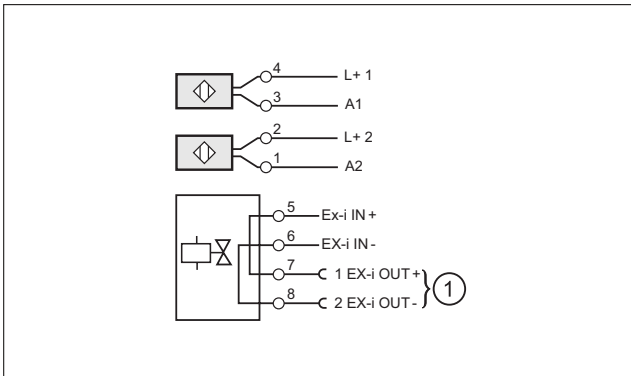 4 L+ 1
3 A1
2 L+ 2
1 A2
5 Ex-i IN +
6 EX-i IN -
7 1 EX-i OUT +
8 2 EX-i OUT -
1